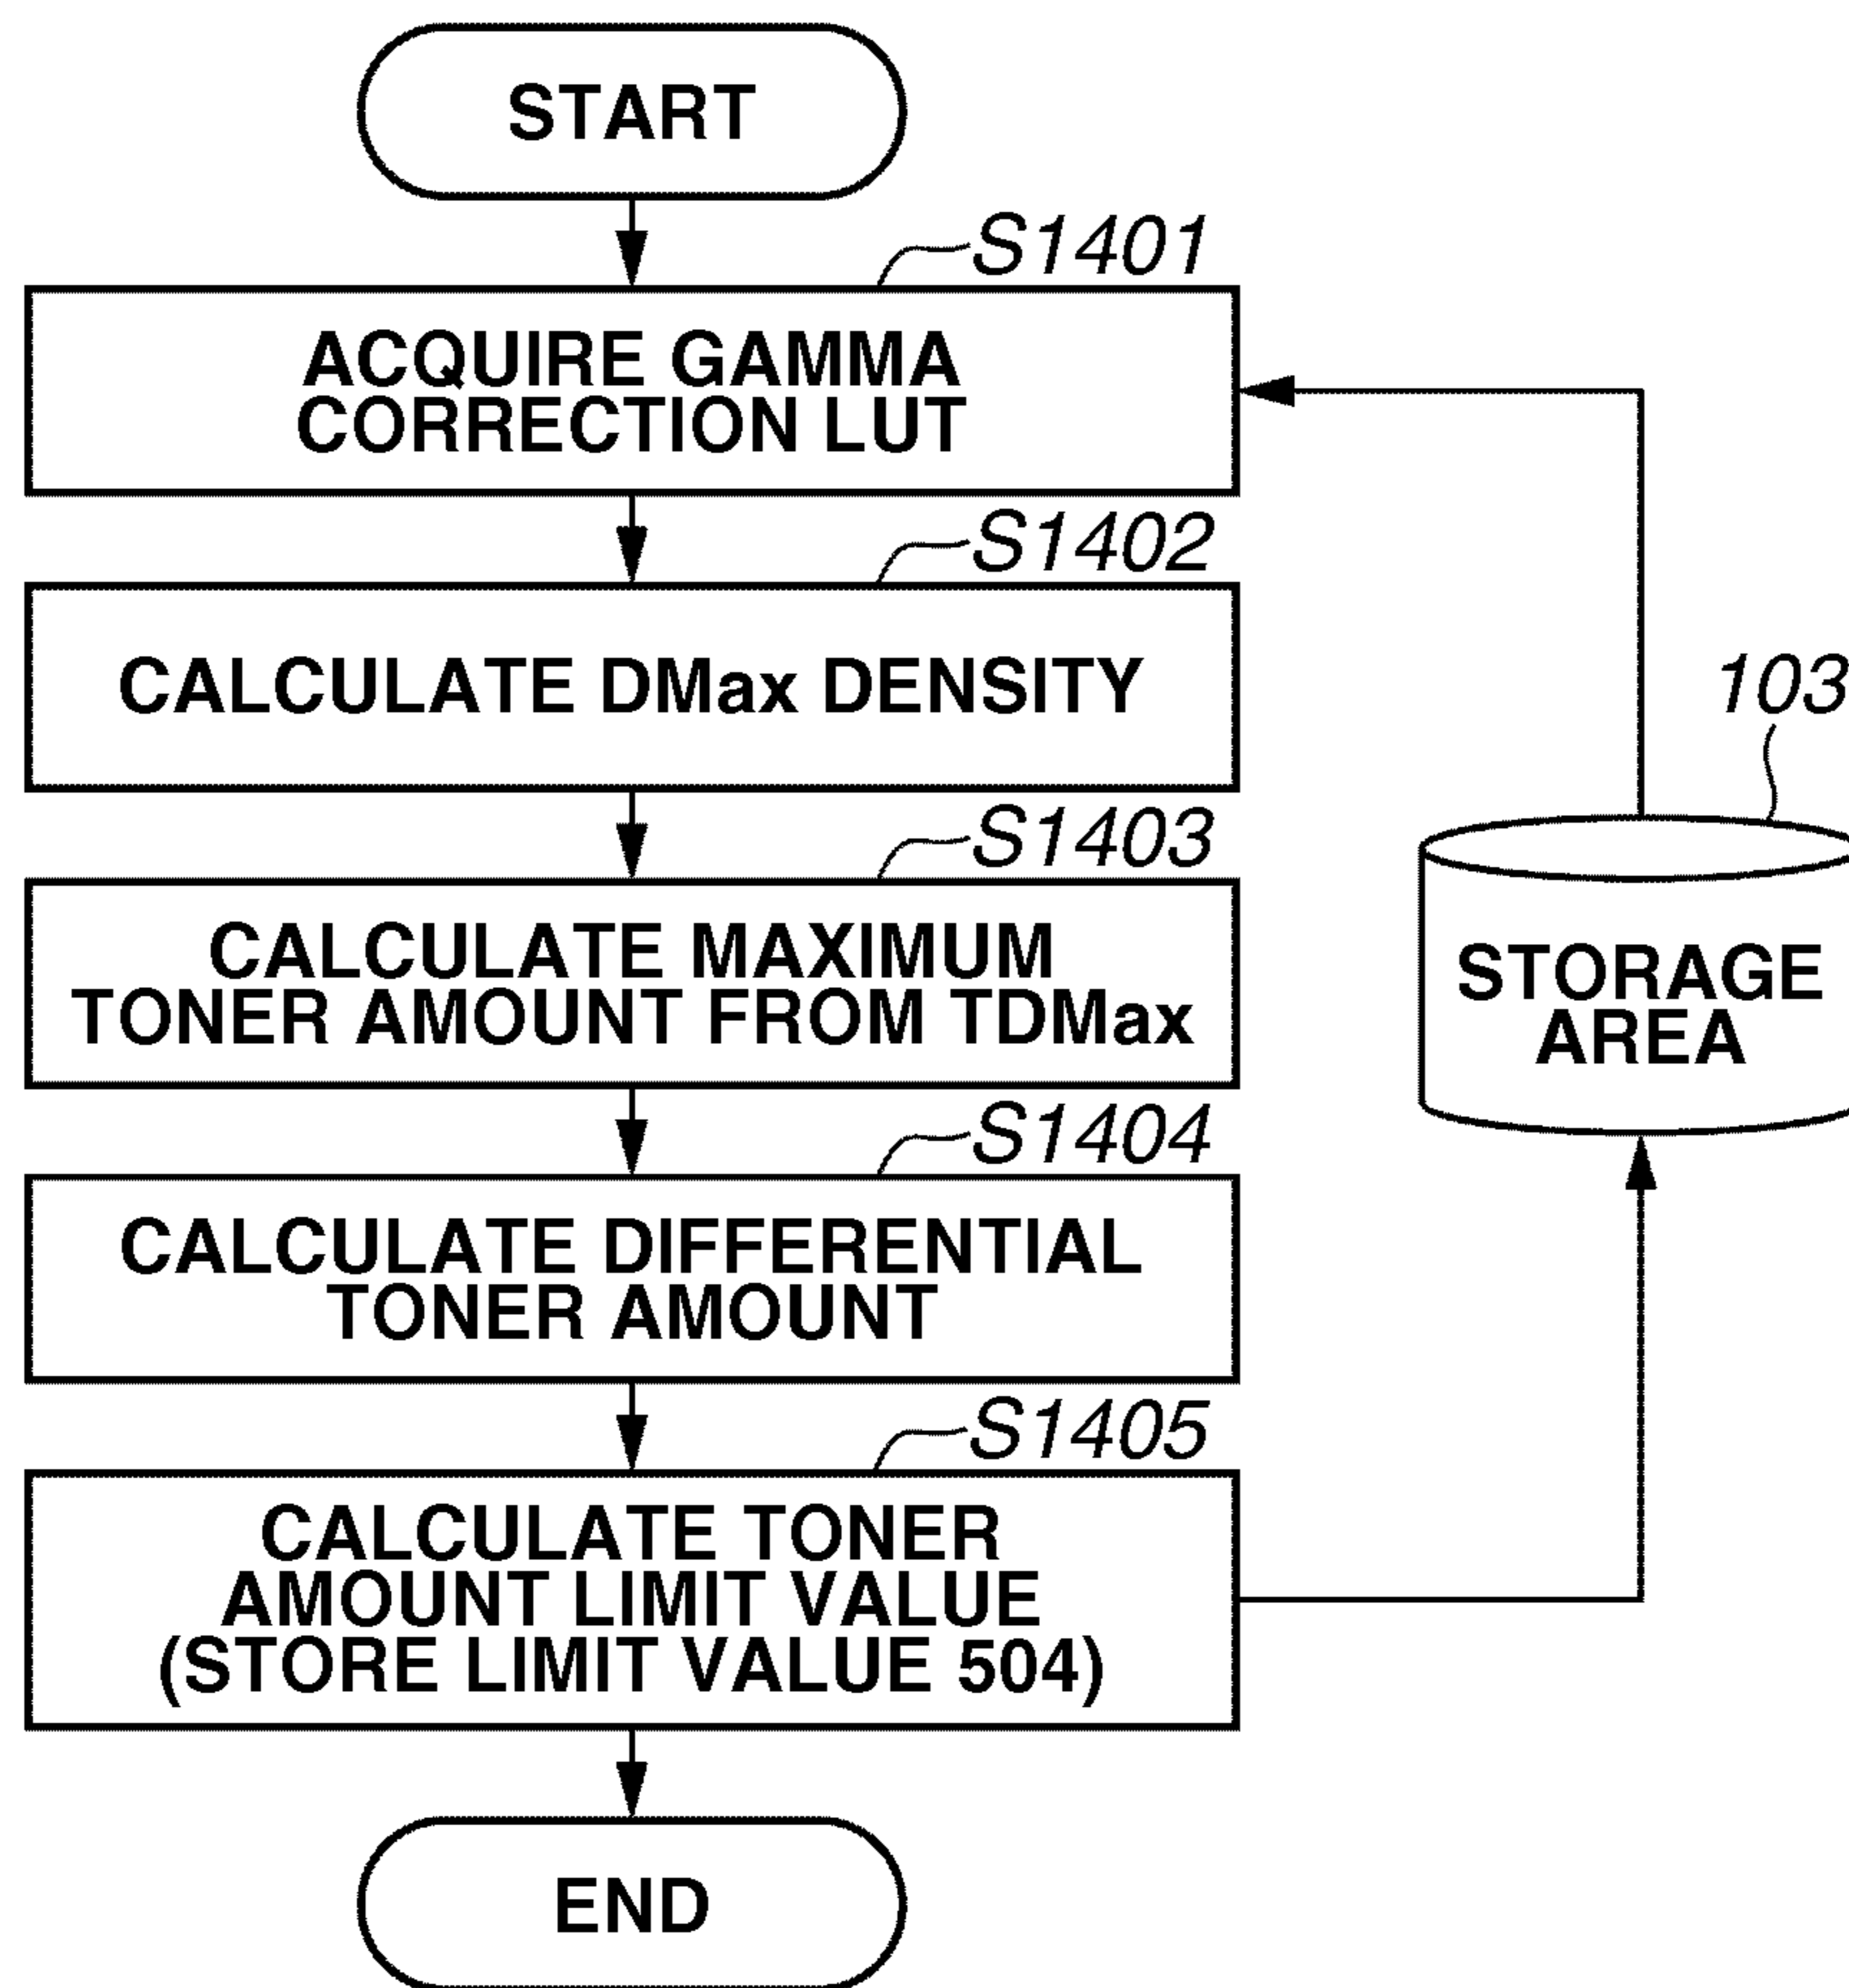 START
S1401
ACQUIRE GAMMA
CORRECTION LUT
S1402
CALCULATE DMax DENSITY
S1403
CALCULATE MAXIMUM
TONER AMOUNT FROM TDMax
S1404
CALCULATE DIFFERENTIAL
TONER AMOUNT
S1405
CALCULATE TONER
AMOUNT LIMIT VALUE
(STORE LIMIT VALUE 504)
END
103
STORAGE
AREA